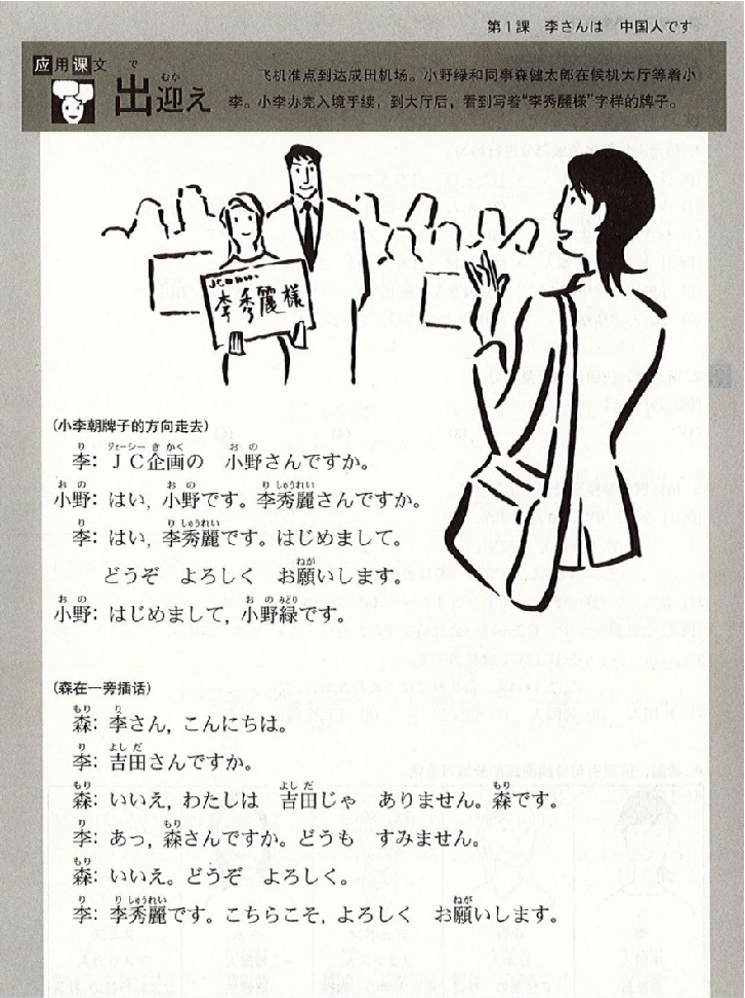 第1課　李さんは　中国人です
应用课文
出迎え
飞机准点到达成田机场。小野绿和同事森健太郎在候机大厅等着小
李。小李办完入境手续，到大厅后，看到写着“李秀麗様”字样的牌子。
李秀麗様
(小李朝牌子的方向走去)
李: ＪＣ企画の　小野さんですか。
小野: はい, 小野です。李秀麗さんですか。
李: はい, 李秀麗です。はじめまして。
どうぞ　よろしく　お願いします。
小野: はじめまして, 小野緑です。
(森在一旁插话)
森: 李さん, こんにちは。
李: 吉田さんですか。
森: いいえ, わたしは　吉田じゃ　ありません。森です。
李: あっ, 森さんですか。どうも　すみません。
森: いいえ。どうぞ　よろしく。
李: 李秀麗です。こちらこそ, よろしく　お願いします。